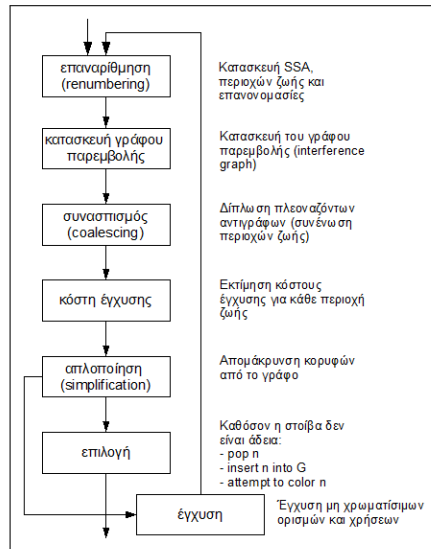 επαναρίθμηση
(renumbering)
Κατασκευή SSA,
περιοχών ζωής και
επανονομασίες
κατασκευή γράφου
παρεμβολής
Κατασκευή του γράφου
παρεμβολής (interference
graph)
συνασπισμός
(coalescing)
Δίπλωση πλεοναζόντων
αντιγράφων (συνένωση
περιοχών ζωής)
κόστη έγχυσης
Εκτίμηση κόστους
έγχυσης για κάθε περιοχή
ζωής
απλοποίηση
(simplification)
Απομάκρυνση κορυφών
από το γράφο
επιλογή
Καθόσον η στοίβα δεν
είναι άδεια:
- pop n
- insert n into G
- attempt to color n
έγχυση
Έγχυση μη χρωματίσιμων
ορισμών και χρήσεων